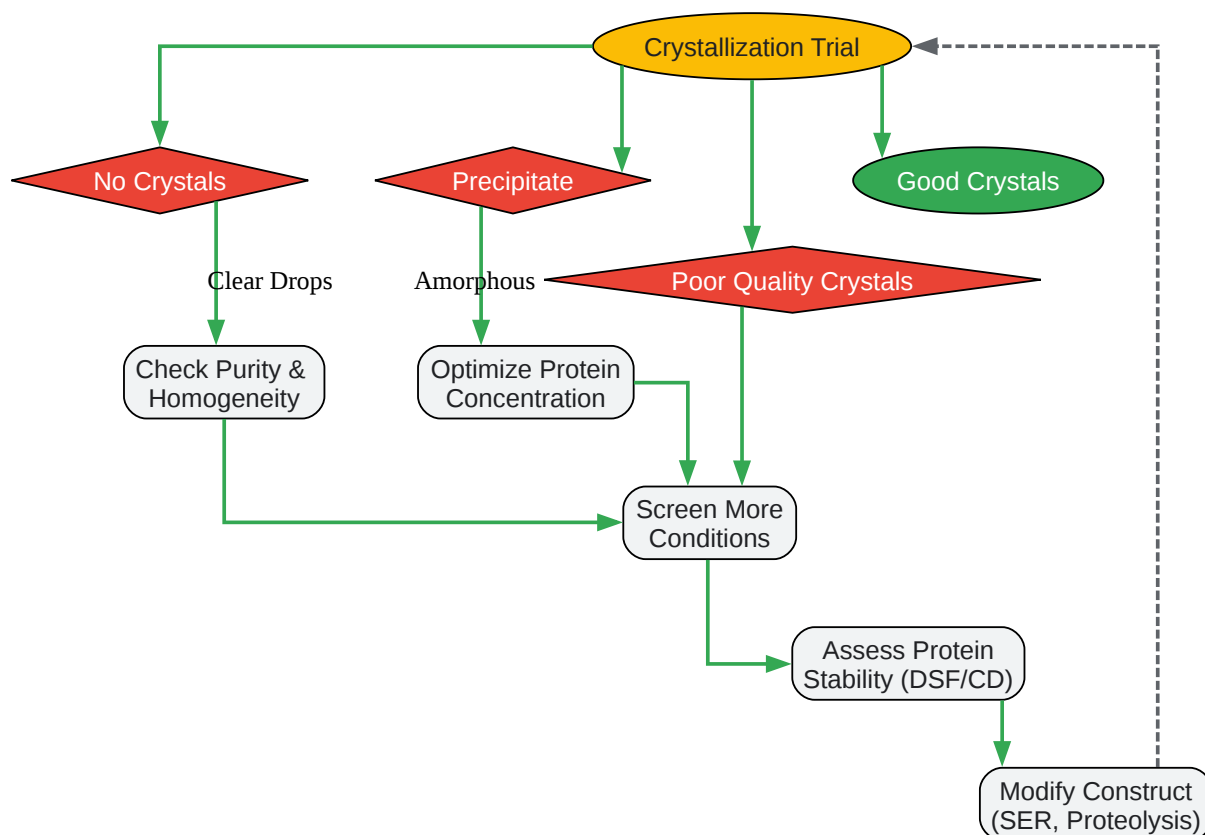 Crystallization Trial
No Crystals
Precipitate
Good Crystals
Poor Quality Crystals
Clear Drops
Amorphous
Check Purity &
Homogeneity
Optimize Protein
Concentration
Screen More
Conditions
Assess Protein
Stability (DSF/CD)
Modify Construct
(SER, Proteolysis)